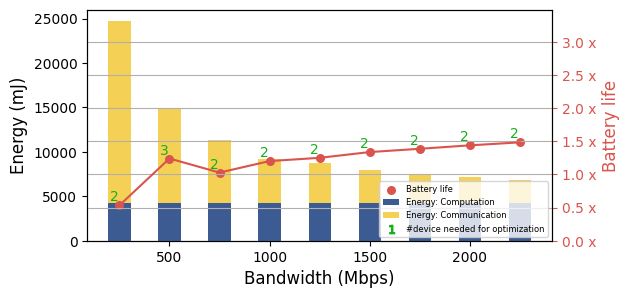 25000
20000
15000
10000
5000
0
Energy (mJ)
3.0 x
2.5 x
2.0 x
1.5 x
1.0 x
0.5 x
0.0 x
Battery life
2
3
2
2
2
2
2
2
2
Battery life
Energy: Computation
Energy: Communication
1 #device needed for optimization
500
1000
1500
2000
Bandwidth (Mbps)